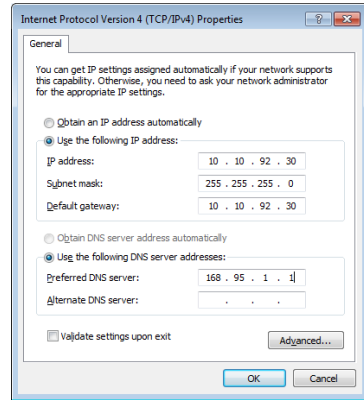 Internet Protocol Version 4 (TCP/IPv4) Properties
General
You can get IP settings assigned automatically if your network supports
this capability. Otherwise, you need to ask your network administrator
for the appropriate IP settings.
Obtain an IP address automatically
Use the following IP address:
IP address: 10 . 10 . 92 . 30
Subnet mask: 255 . 255 . 255 . 0
Default gateway: 10 . 10 . 92 . 30
Obtain DNS server address automatically
Use the following DNS server addresses:
Preferred DNS server: 168 . 95 . 1 . 1
Alternate DNS server: . . .
Validate settings upon exit
Advanced...
OK Cancel